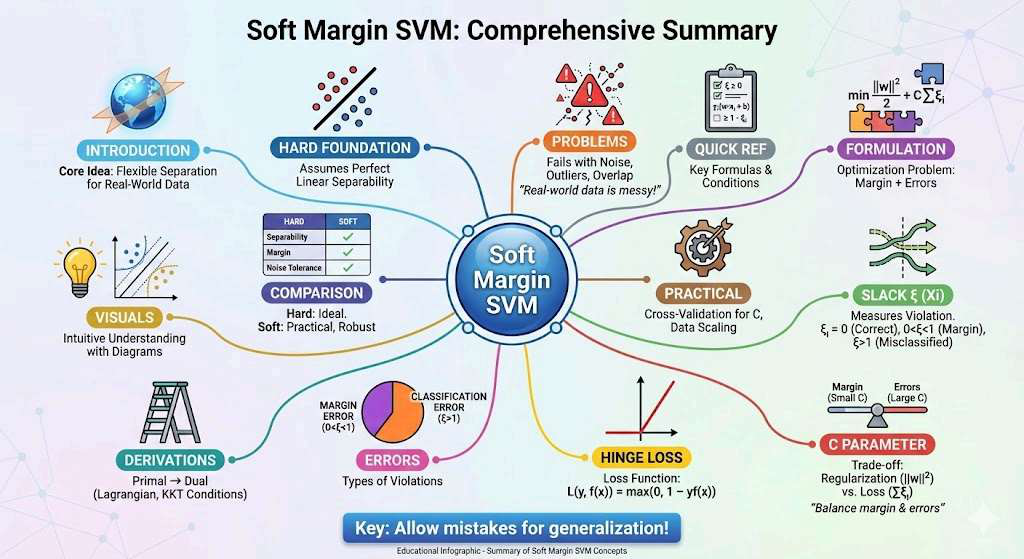 Soft Margin SVM: Comprehensive Summary
INTRODUCTION
Core Idea: Flexible Separation
for Real-World Data
HARD FOUNDATION
Assumes Perfect
Linear Separability
PROBLEMS
Fails with Noise,
Outliers, Overlap
"Real-world data is messy!"
ξ ≥ 0
≥ 1 - ξᵢ
QUICK REF
Key Formulas &
Conditions
min ||w||²/2 + C∑ξᵢ
FORMULATION
Optimization Problem:
Margin + Errors
HARD SOFT
Separability ✓
Margin ✓
Noise Tolerance ✓
COMPARISON
Hard: Ideal.
Soft: Practical, Robust
Soft
Margin
SVM
PRACTICAL
Cross-Validation for C,
Data Scaling
SLACK ξ (Xi)
Measures Violation.
ξᵢ = 0 (Correct), 0<ξ<1 (Margin),
ξ>1 (Misclassified)
VISUALS
Intuitive Understanding
with Diagrams
DERIVATIONS
Primal → Dual
(Lagrangian, KKT Conditions)
MARGIN
ERROR
(0<ξ<1)
CLASSIFICATION
ERROR
(ξ>1)
ERRORS
Types of Violations
HINGE LOSS
Loss Function:
L(y, f(x)) = max(0, 1 − yf(x))
Margin
(Small C)
Errors
(Large C)
C PARAMETER
Trade-off:
Regularization (||w||²)
vs. Loss (∑ξᵢ)
"Balance margin & errors"
Key: Allow mistakes for generalization!
Educational Infographic - Summary of Soft Margin SVM Concepts